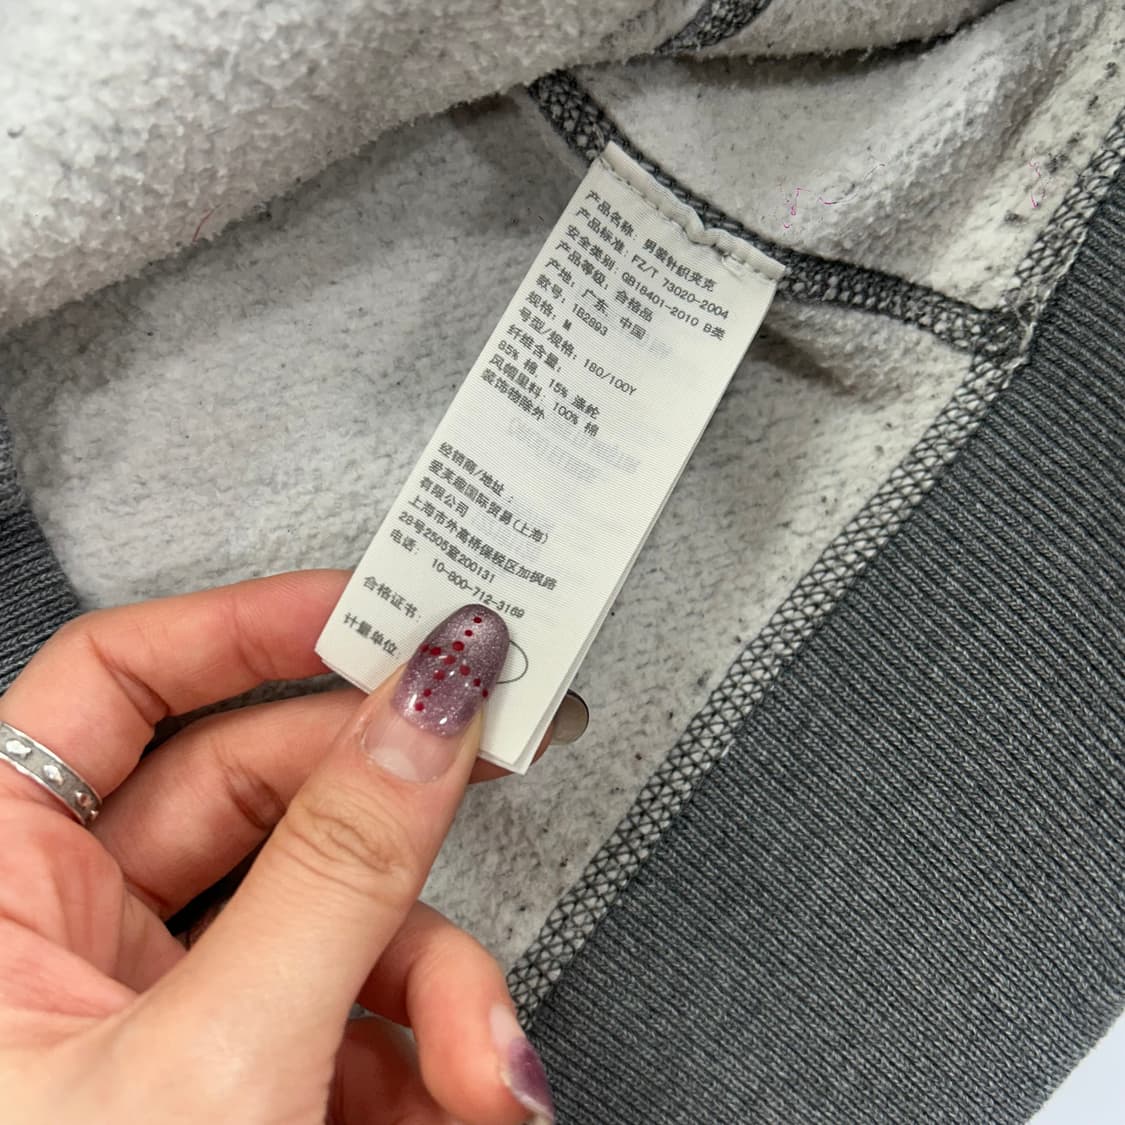 产品名称: 男装针织夹克
产品标准: FZ/T 73020-2004
安全类别: GB18401-2010 B类
产品等级: 合格品
产地: 广东 中国
款号: 1B2893
规格: M
号型/规格: 180/100Y
纤维含量:
85% 棉 15% 涤纶
风帽里料: 100% 棉
装饰物除外
经销商/地址:
爱芙趣国际贸易(上海)
有限公司
上海市外高桥保税区加枫路
28号2505室200131
电话: 10-800-712-3169
合格证书:
计量单位: